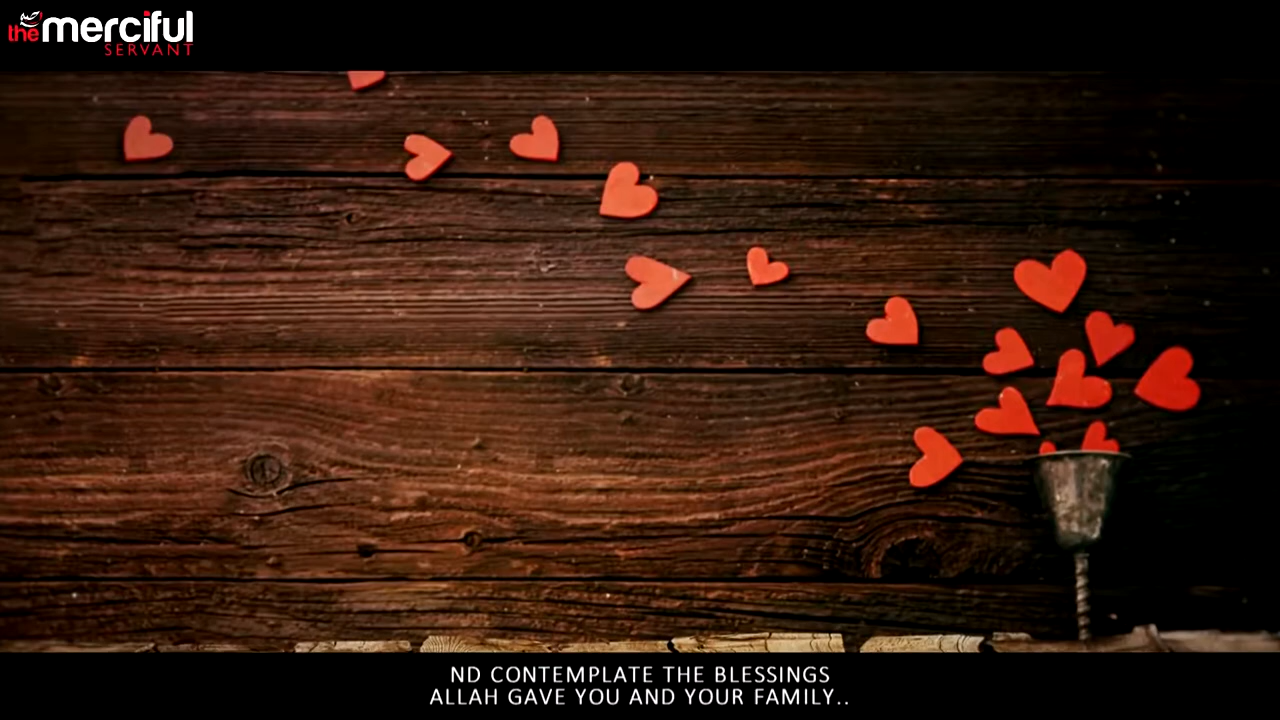 the merciful
SERVANT
ND CONTEMPLATE THE BLESSINGS
ALLAH GAVE YOU AND YOUR FAMILY..